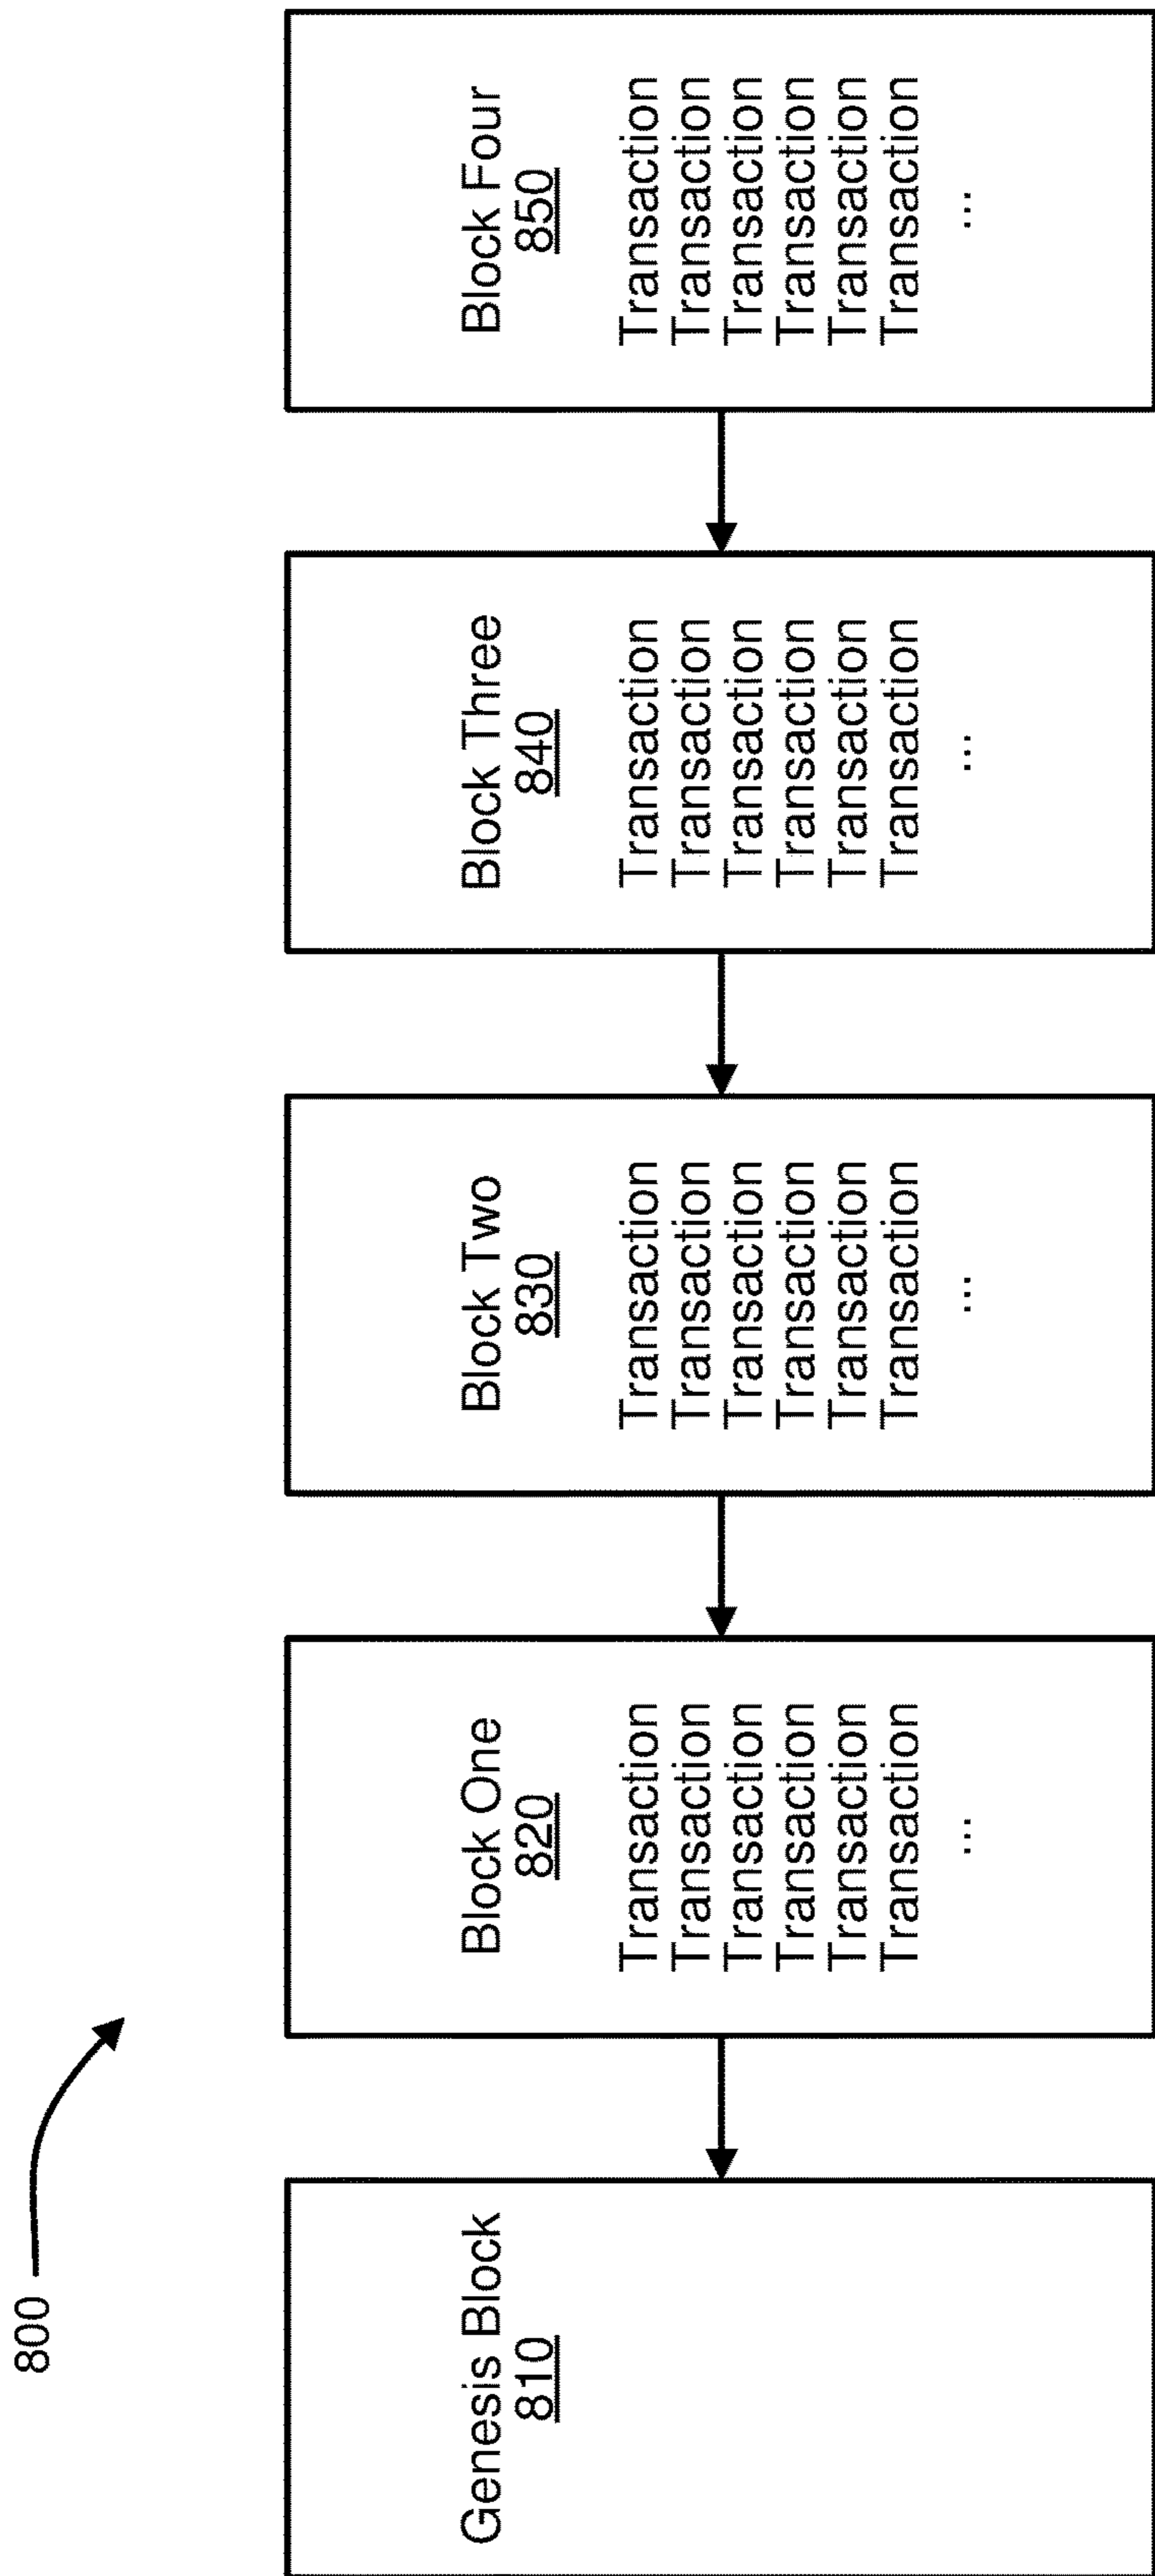 800
Genesis Block
810
Block One
820
Transaction
Transaction
Transaction
Transaction
Transaction
Transaction
...
Block Two
830
Transaction
Transaction
Transaction
Transaction
Transaction
Transaction
...
Block Three
840
Transaction
Transaction
Transaction
Transaction
Transaction
Transaction
...
Block Four
850
Transaction
Transaction
Transaction
Transaction
Transaction
Transaction
...